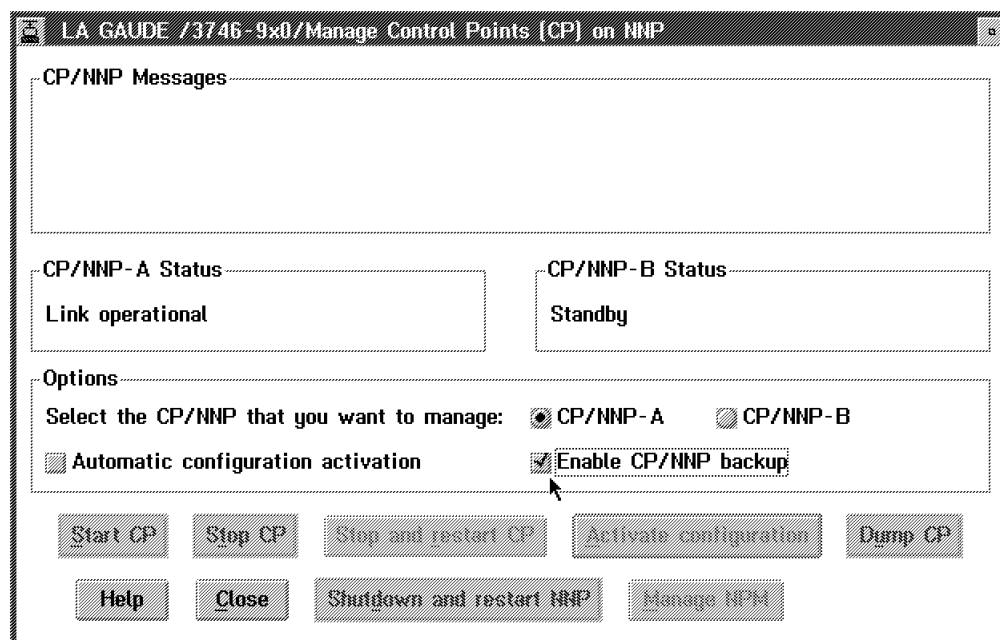 LA GAUDE /3746-9x0/Manage Control Points (CP) on NNP
CP/NNP Messages
CP/NNP-A Status
CP/NNP-B Status
Link operational
Standby
Options
Select the CP/NNP that you want to manage: CP/NNP-A CP/NNP-B
Automatic configuration activation Enable CP/NNP backup
Start CP Stop CP Stop and restart CP Activate configuration Dump CP
Help Close Shutdown and restart NNP Manage NPM